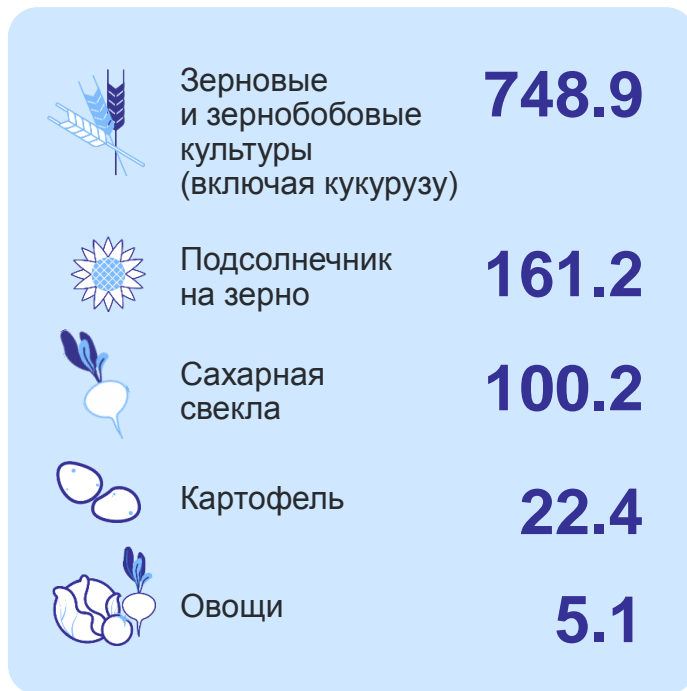 Зерновые
и зернобобовые
культуры
(включая кукурузу)
748.9
Подсолнечник
на зерно
161.2
Сахарная
свекла
100.2
Картофель
22.4
Овощи
5.1